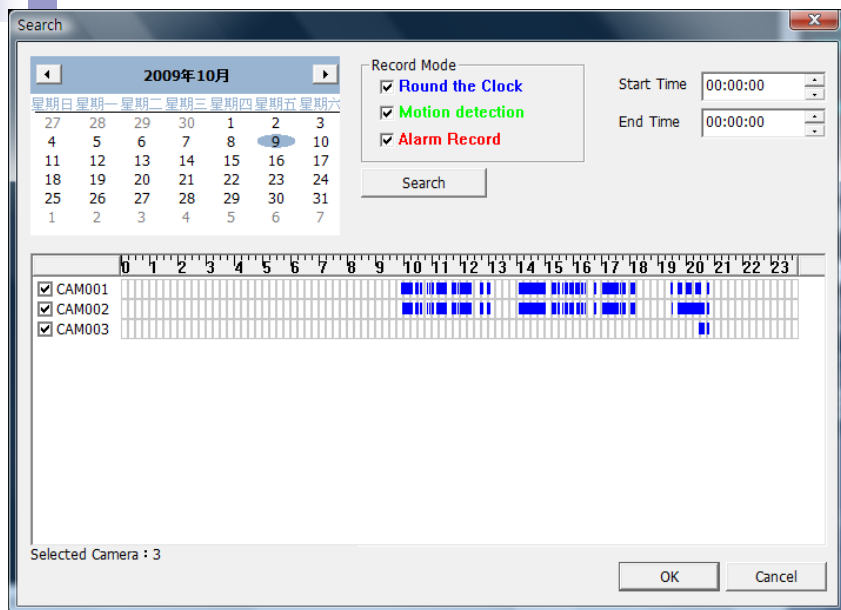 Search
2009年10月
星期日 星期一 星期二 星期三 星期四 星期五 星期六
27 28 29 30 1 2 3
4 5 6 7 8 9 10
11 12 13 14 15 16 17
18 19 20 21 22 23 24
25 26 27 28 29 30 31
1 2 3 4 5 6 7
Record Mode
Round the Clock
Motion detection
Alarm Record
Search
Start Time 00:00:00
End Time 00:00:00
0 1 2 3 4 5 6 7 8 9 10 11 12 13 14 15 16 17 18 19 20 21 22 23
CAM001
CAM002
CAM003
Selected Camera : 3
OK
Cancel